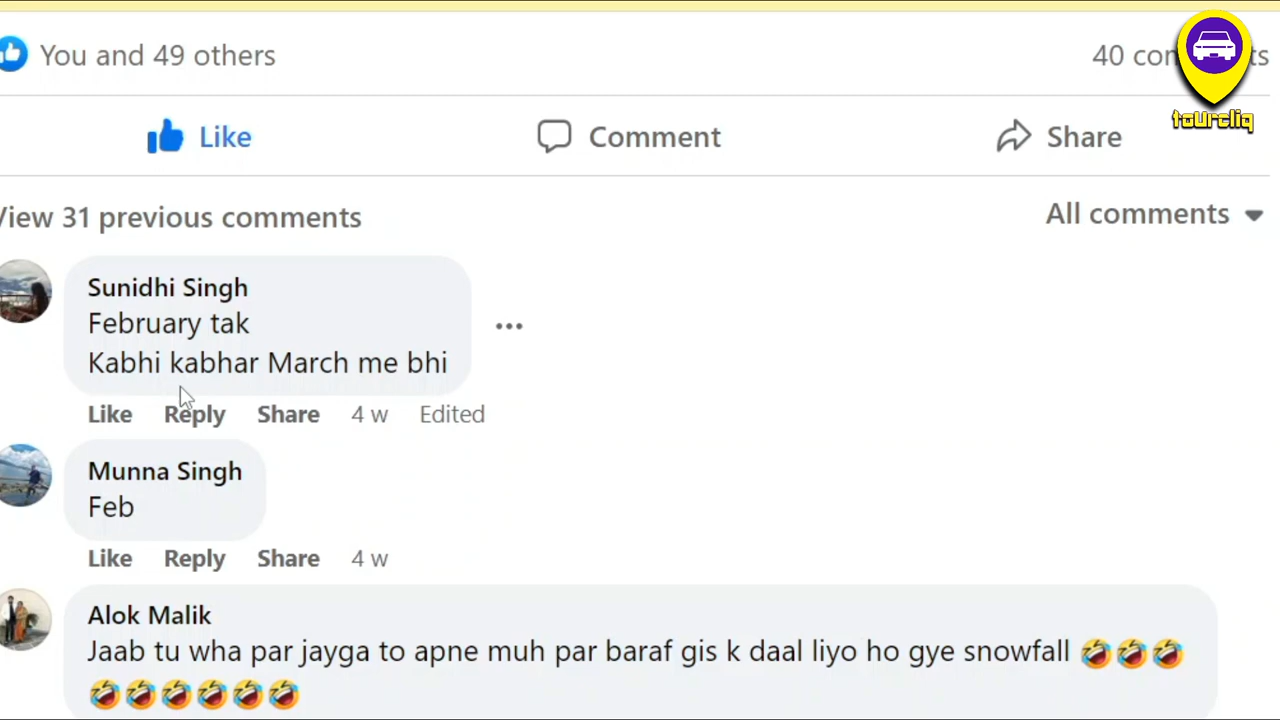 You and 49 others
40 com ts
tourcliq
Like
Comment
Share
View 31 previous comments
All comments
Sunidhi Singh
February tak
Kabhi kabhar March me bhi
Like Reply Share 4 w Edited
Munna Singh
Feb
Like Reply Share 4 w
Alok Malik
Jaab tu wha par jayga to apne muh par baraf gis k daal liyo ho gye snowfall 🤣🤣🤣
🤣🤣🤣🤣🤣🤣